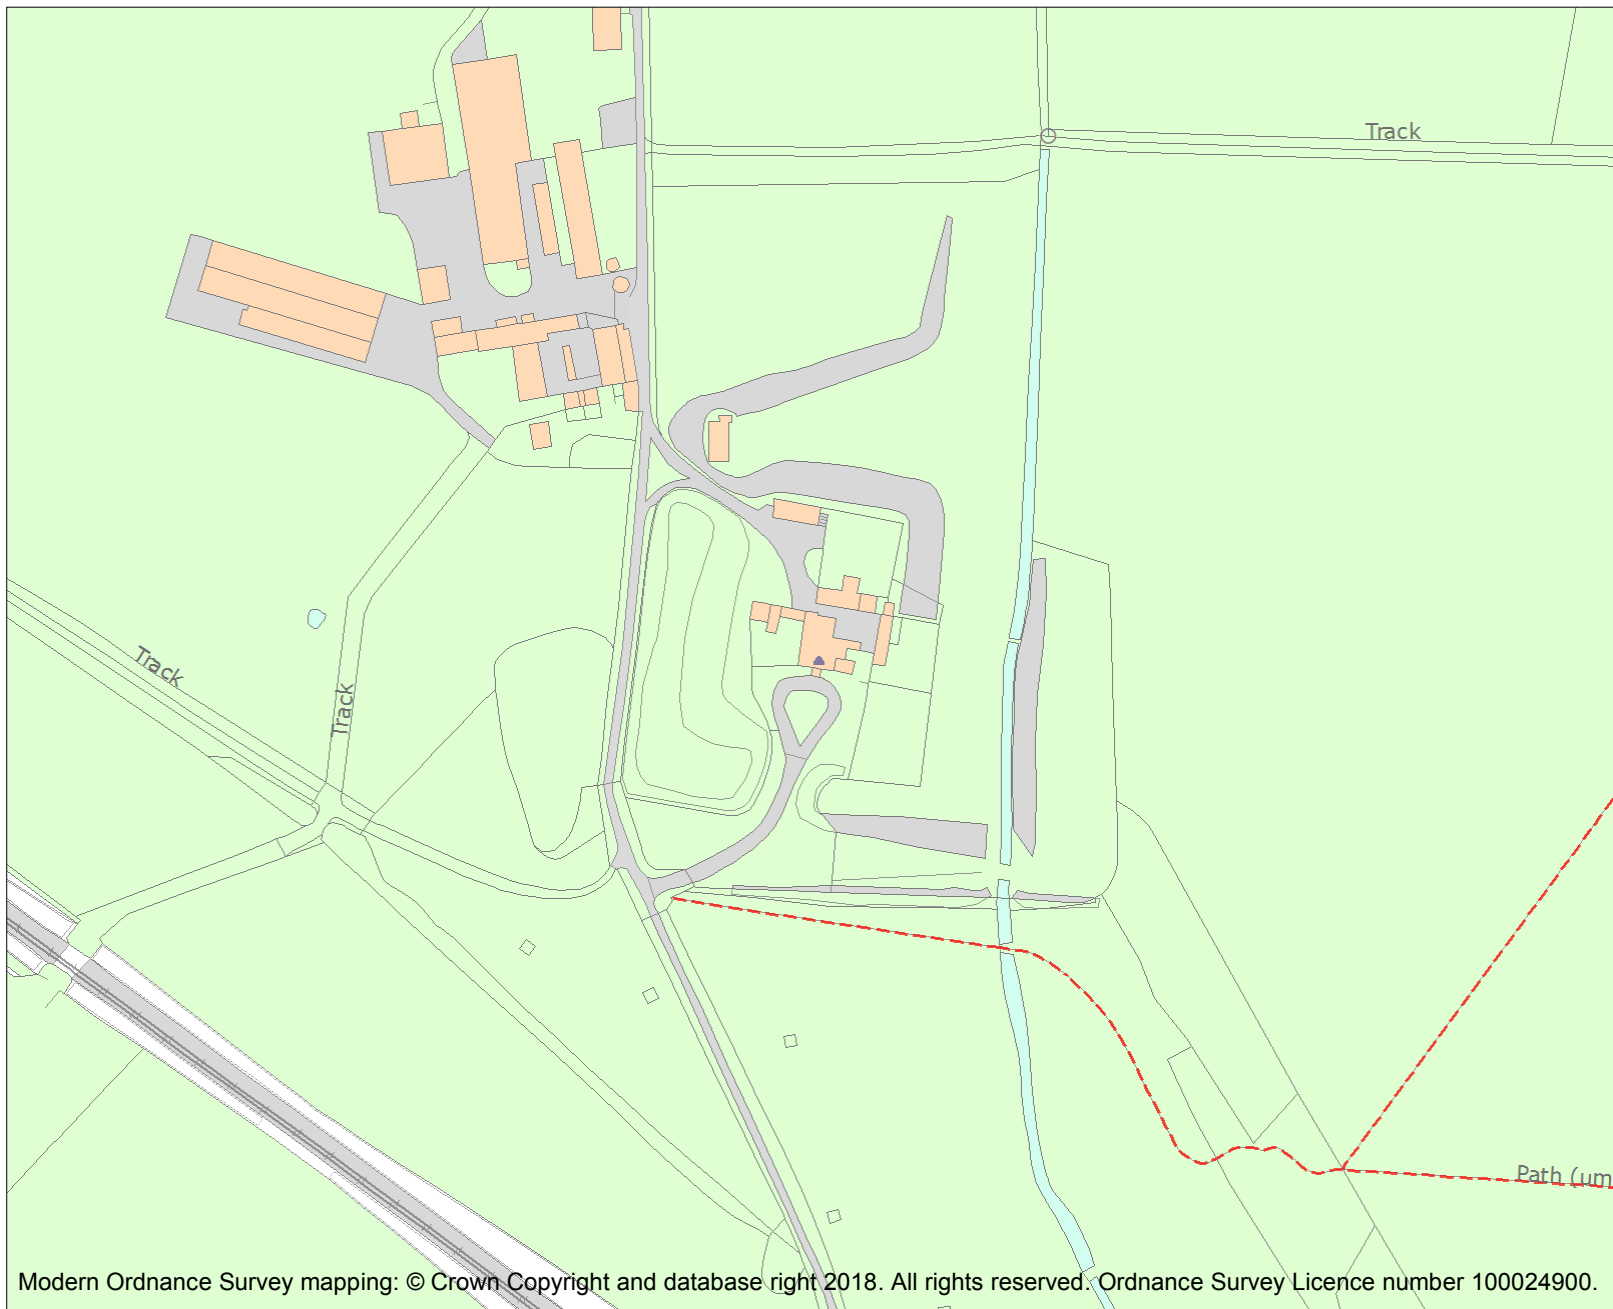 Track
Track
Track
Path (um
Modern Ordnance Survey mapping: © Crown Copyright and database right 2018. All rights reserved. Ordnance Survey Licence number 100024900.